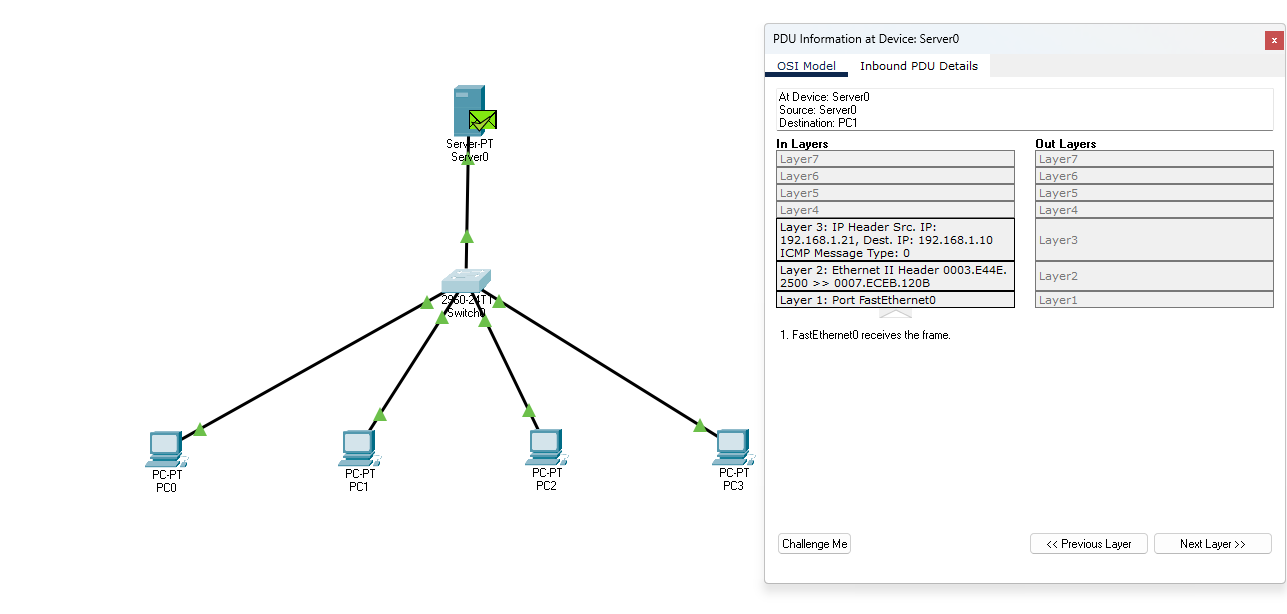 Server-PT
Server0
2960-24TT
Switch0
PC-PT
PC0
PC-PT
PC1
PC-PT
PC2
PC-PT
PC3
PDU Information at Device: Server0
x
OSI Model
Inbound PDU Details
At Device: Server0
Source: Server0
Destination: PC1
In Layers
Layer7
Layer6
Layer5
Layer4
Layer 3: IP Header Src. IP:
192.168.1.21, Dest. IP: 192.168.1.10
ICMP Message Type: 0
Layer 2: Ethernet II Header 0003.E44E.
2500 >> 0007.ECEB.120B
Layer 1: Port FastEthernet0
Out Layers
Layer7
Layer6
Layer5
Layer4
Layer3
Layer2
Layer1
1. FastEthernet0 receives the frame.
Challenge Me
<< Previous Layer
Next Layer >>